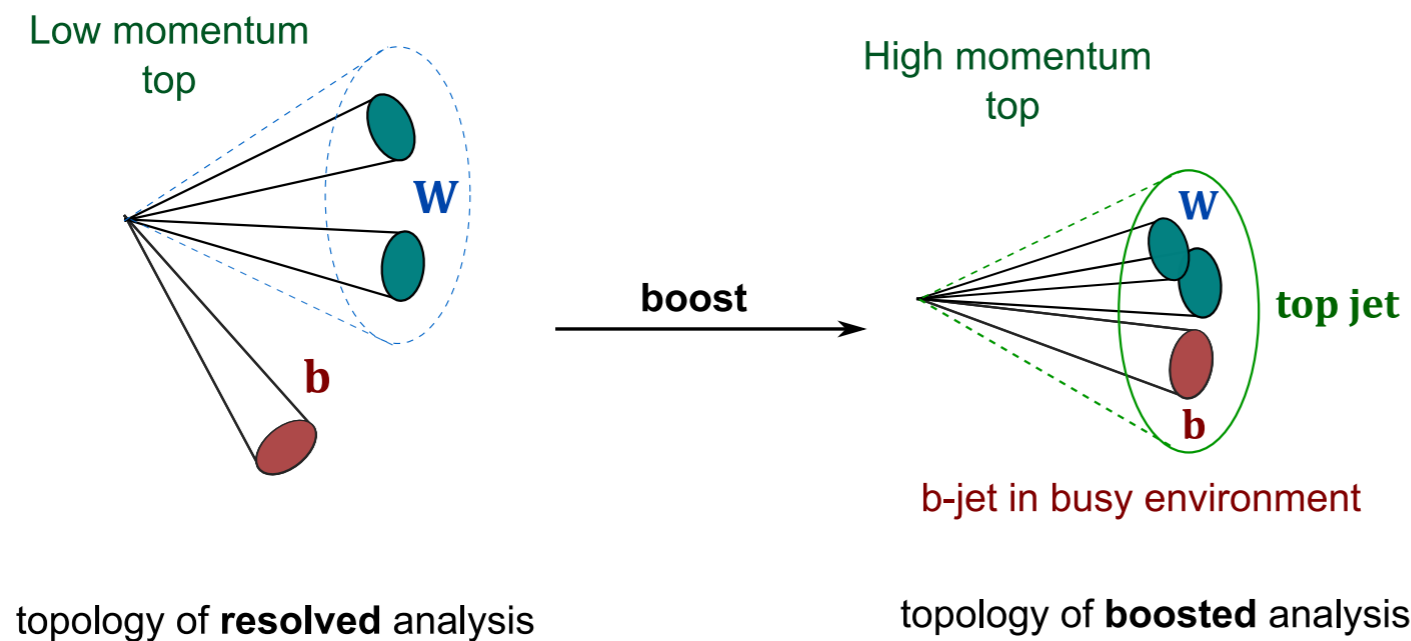 Low momentum
top
W
b
topology of resolved analysis
boost
High momentum
top
W
top jet
b
b-jet in busy environment
topology of boosted analysis